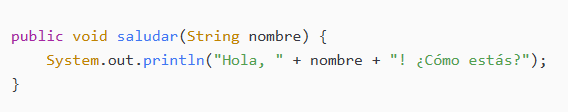 public void saludar(String nombre) {
    System.out.println("Hola, " + nombre + "! ¿Cómo estás?");
}